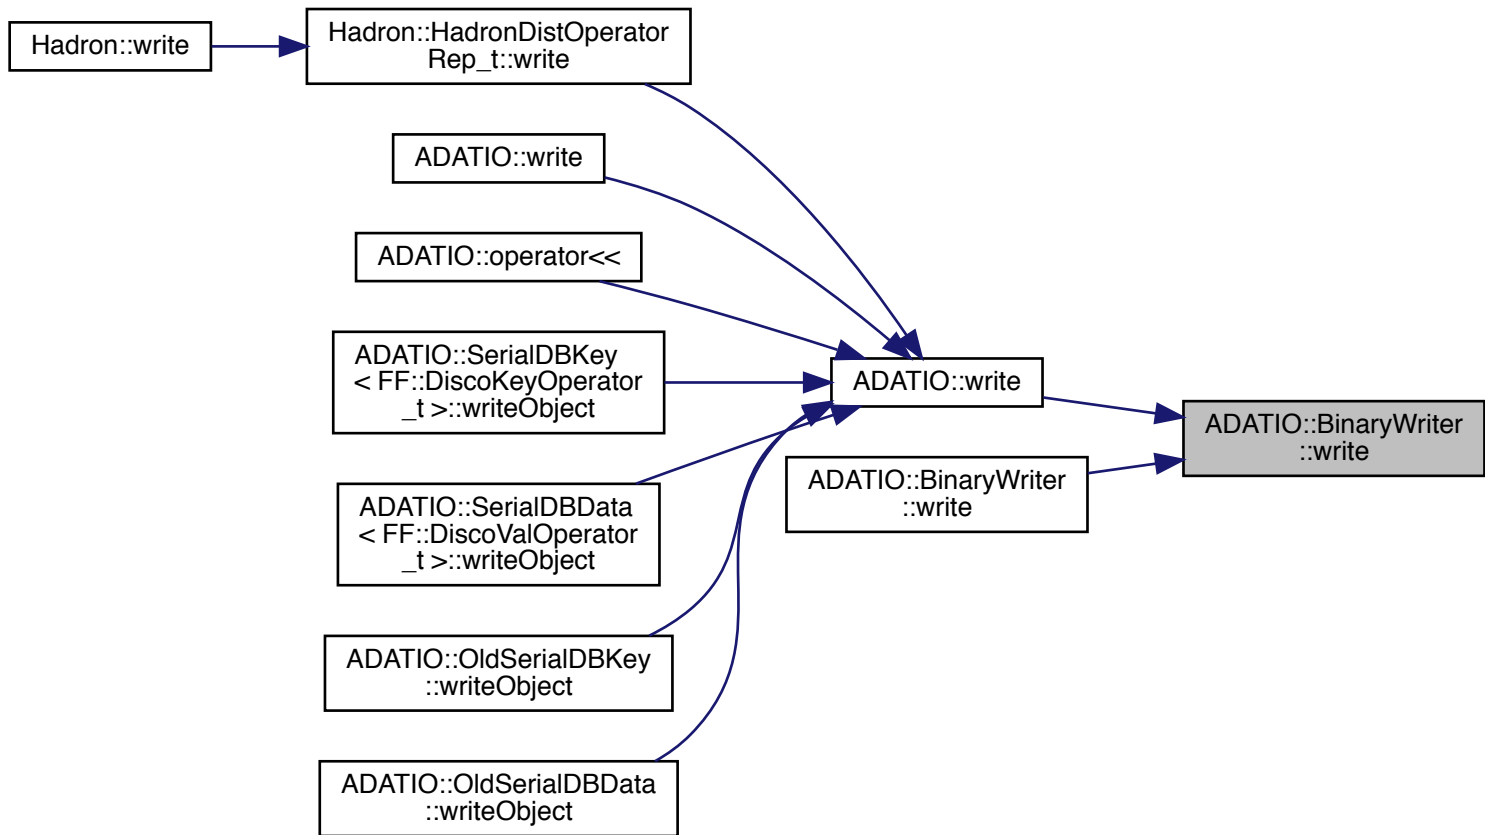 Hadron::write
Hadron::HadronDistOperator
Rep_t::write
ADATIO::write
ADATIO::operator<<
ADATIO::SerialDBKey
< FF::DiscoKeyOperator
_t >::writeObject
ADATIO::SerialDBData
< FF::DiscoValOperator
_t >::writeObject
ADATIO::OldSerialDBKey
::writeObject
ADATIO::OldSerialDBData
::writeObject
ADATIO::write
ADATIO::BinaryWriter
::write
ADATIO::BinaryWriter
::write